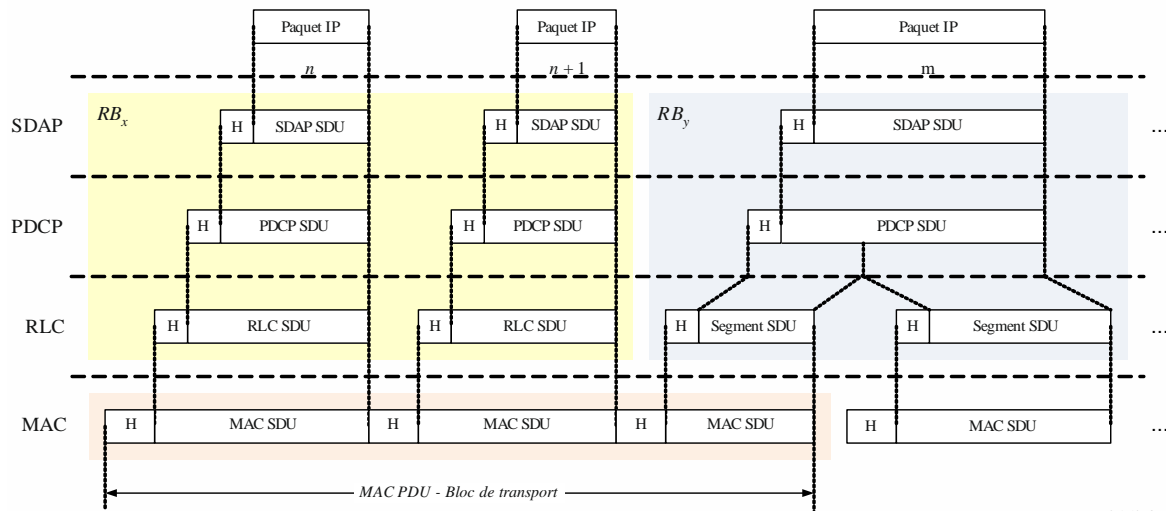 Paquet IP Paquet IP Paquet IP
n n + 1 m
RBx RBy
SDAP H SDAP SDU H SDAP SDU H SDAP SDU ...
PDCP H PDCP SDU H PDCP SDU H PDCP SDU ...
RLC H RLC SDU H RLC SDU H Segment SDU H Segment SDU ...
MAC H MAC SDU H MAC SDU H MAC SDU H MAC SDU ...
MAC PDU - Bloc de transport